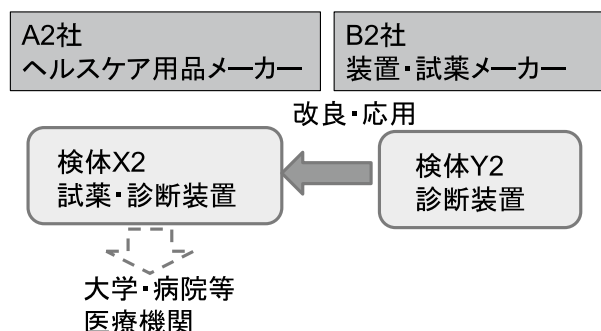 A2社
ヘルスケア用品メーカー
B2社
装置・試薬メーカー
改良・応用
検体X2
試薬・診断装置
検体Y2
診断装置
大学・病院等
医療機関